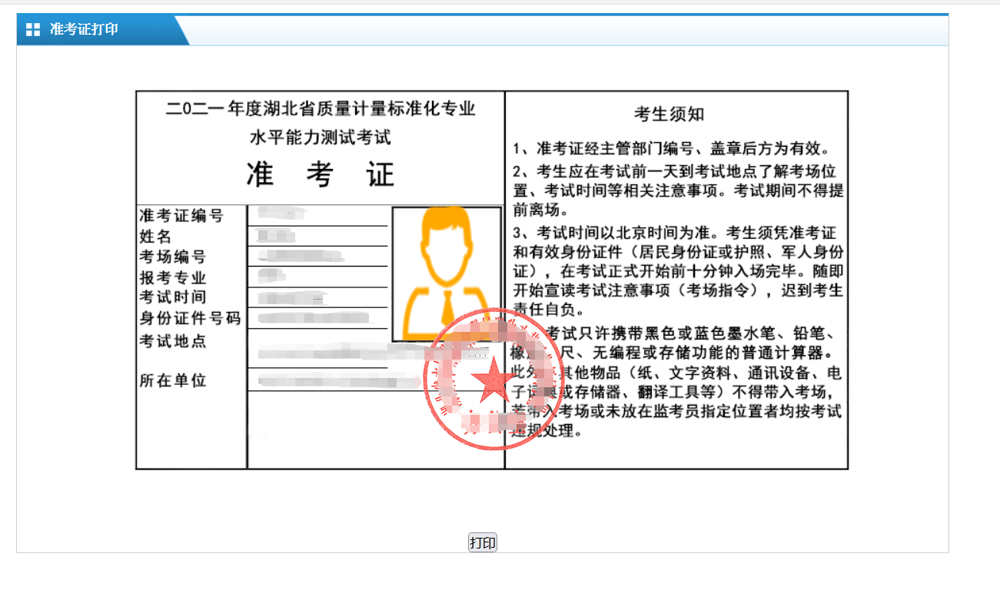 准考证打印
二0二一年度湖北省质量计量标准化专业
水平能力测试考试
准 考 证
准考证编号
姓名
考场编号
报考专业
考试时间
身份证件号码
考试地点
所在单位
考生须知
1、准考证经主管部门编号、盖章后方为有效。
2、考生应在考试前一天到考试地点了解考场位
置、考试时间等相关注意事项。考试期间不得提
前离场。
3、考试时间以北京时间为准。考生须凭准考证
和有效身份证件（居民身份证或护照、军人身份
证），在考试正式开始前十分钟入场完毕。随即
开始宣读考试注意事项（考场指令），迟到考生
责任自负。
考试只许携带黑色或蓝色墨水笔、铅笔、
橡 尺、无编程或存储功能的普通计算器。
此外 其他物品（纸、文字资料、通讯设备、电
子词典或存储器、翻译工具等）不得带入考场，
若带入考场或未放在监考员指定位置者均按考试
违规处理。
打印